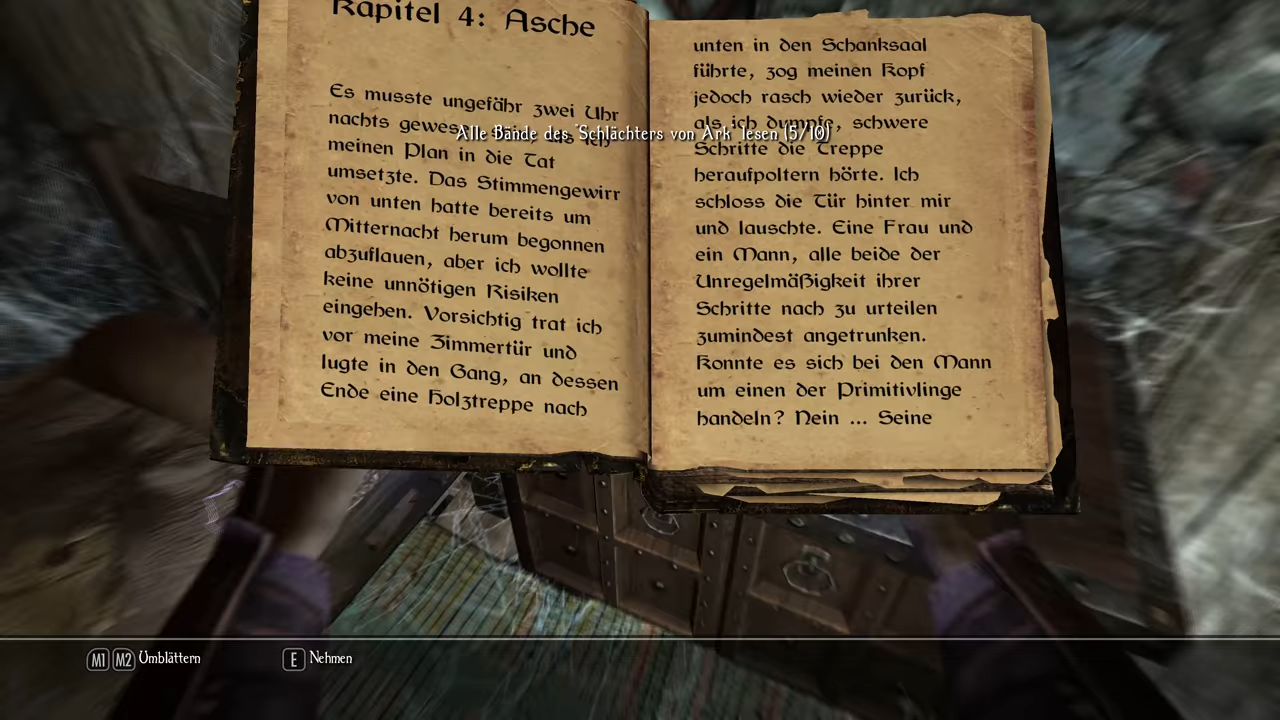 Kapitel 4: Asche
Es musste ungefähr zwei Uhr
nachts ich
meinen Plan in die Tat
umsetzte. Das Stimmengewirr
von unten hatte bereits um
Mitternacht herum begonnen
abzuflauen, aber ich wollte
keine unnötigen Risiken
eingehen. Vorsichtig trat ich
vor meine Zimmertür und
lugte in den Gang, an dessen
Ende eine Holztreppe nach
unten in den Schanksaal
führte, zog meinen Kopf
jedoch rasch wieder zurück,
als ich dumpfe, schwere
Schritte die Treppe
heraufpoltern hörte. Ich
schloss die Tür hinter mir
und lauschte. Eine Frau und
ein Mann, alle beide der
Unregelmäßigkeit ihrer
Schritte nach zu urteilen
zumindest angetrunken.
Konnte es sich bei den Mann
um einen der Primitivlinge
handeln? Nein ... Seine
Alle Bände des "Schlächters von Ark" lesen (5/10)
M1 M2 Umblättern
E Nehmen